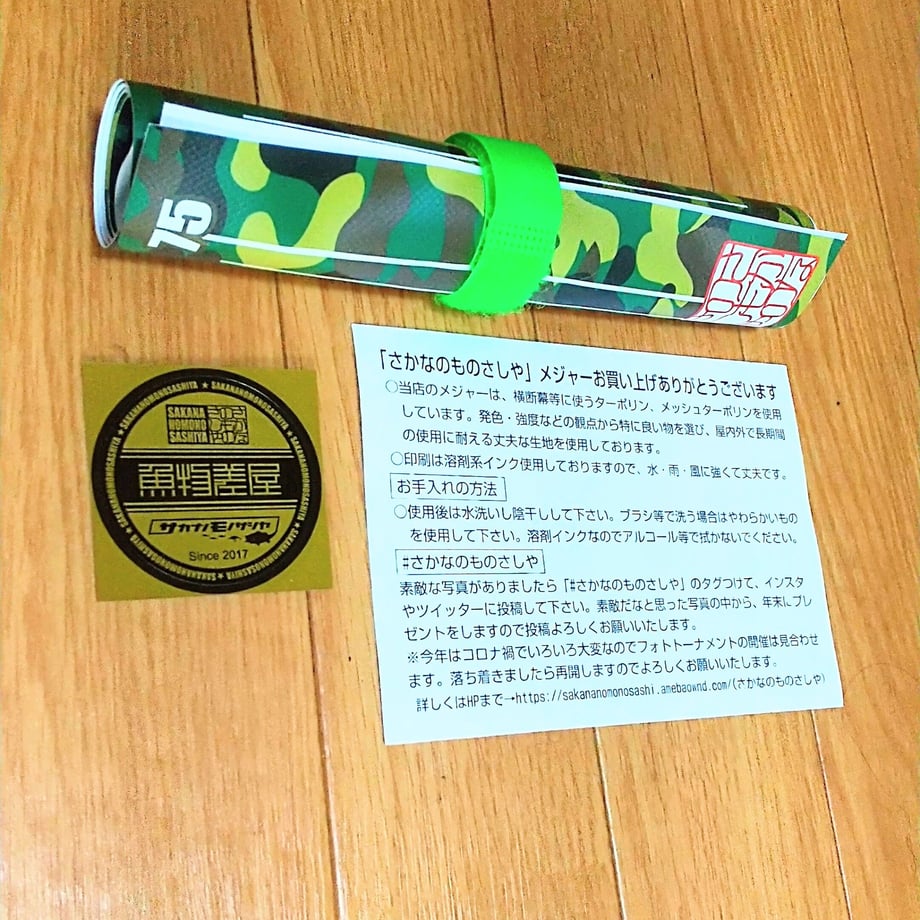 75
「さかなのものさしや」メジャーお買い上げありがとうございます
○当店のメジャーは、横断幕等に使うターポリン、メッシュターポリンを使用
しています。発色・強度などの観点から特に良い物を選び、屋内外で長期間
の使用に耐える丈夫な生地を使用しております。
○印刷は溶剤系インク使用しておりますので、水・雨・風に強くて丈夫です。
お手入れの方法
○使用後は水洗いし陰干しして下さい。ブラシ等で洗う場合はやわらかいもの
を使用して下さい。溶剤インクなのでアルコール等で拭かないでください。
#さかなのものさしや
素敵な写真がありましたら「#さかなのものさしや」のタグつけて、インスタ
やツイッターに投稿して下さい。素敵だなと思った写真の中から、年末にプレ
ゼントをしますので投稿よろしくお願いいたします。
※今年はコロナ禍でいろいろ大変なのでフォトトーナメントの開催は見合わせ
ます。落ち着きましたら再開しますのでよろしくお願いいたします。
詳しくはHPまで→https://sakananomonosashi.amebaownd.com/(さかなのものさしや)
★ SAKANANOMONOSASHIYA ★ SAKANANOMONOSASHIYA ★ SAKANANOMONOSASHIYA ★ SAKANANOMONOSASHIYA
SAKANA
NOMONO
SASHIYA
魚物差屋
サカナノモノサシヤ
Since 2017